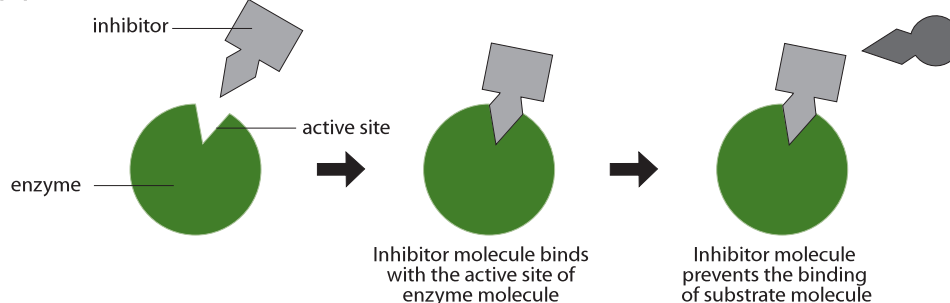 inhibitor
active site
enzyme
Inhibitor molecule binds
with the active site of
enzyme molecule
Inhibitor molecule
prevents the binding
of substrate molecule